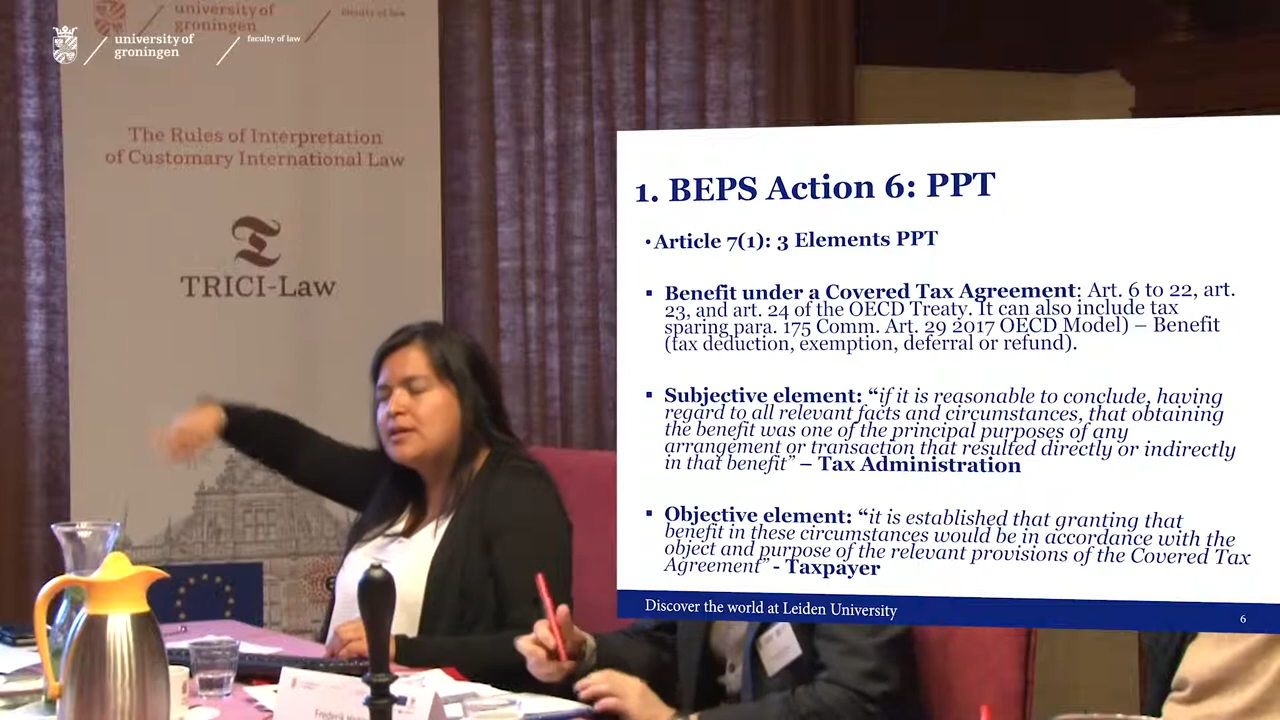 university of
groningen
faculty of law
university of
groningen
faculty of law
The Rules of Interpretation
of Customary International Law
TRICI-Law
1. BEPS Action 6: PPT
•Article 7(1): 3 Elements PPT
▪ Benefit under a Covered Tax Agreement: Art. 6 to 22, art.
23, and art. 24 of the OECD Treaty. It can also include tax
sparing para. 175 Comm. Art. 29 2017 OECD Model) – Benefit
(tax deduction, exemption, deferral or refund).
▪ Subjective element: “if it is reasonable to conclude, having
regard to all relevant facts and circumstances, that obtaining
the benefit was one of the principal purposes of any
arrangement or transaction that resulted directly or indirectly
in that benefit” – Tax Administration
▪ Objective element: “it is established that granting that
benefit in these circumstances would be in accordance with the
object and purpose of the relevant provisions of the Covered Tax
Agreement” - Taxpayer
Discover the world at Leiden University
6
Frederik